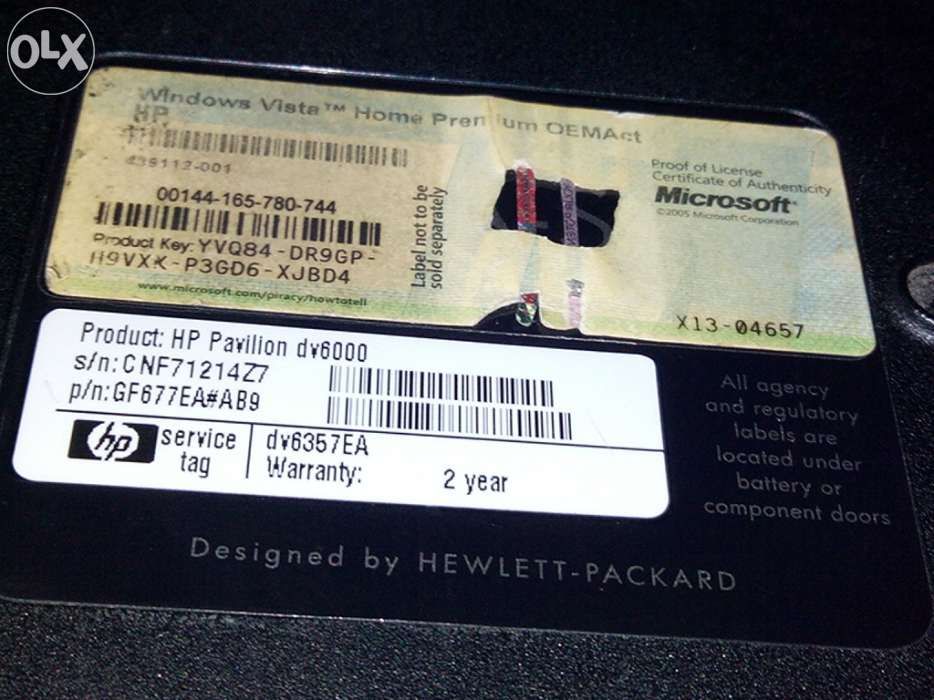 OLX
Windows Vista™ Home Premium OEMAct
HP
439112-001
00144-165-780-744
Product Key: YVQ84-DR9GP-
H9VXK-P3GD6-XJBD4
www.microsoft.com/piracy/howtotell
Label not to be
sold separately
Proof of License
Certificate of Authenticity
Microsoft®
©2005 Microsoft Corporation
X13-04657
Product: HP Pavilion dv6000
s/n: CNF71214Z7
p/n: GF677EA#AB9
hp
service
tag
dv6357EA
Warranty: 2 year
All agency
and regulatory
labels are
located under
battery or
component doors
Designed by HEWLETT-PACKARD